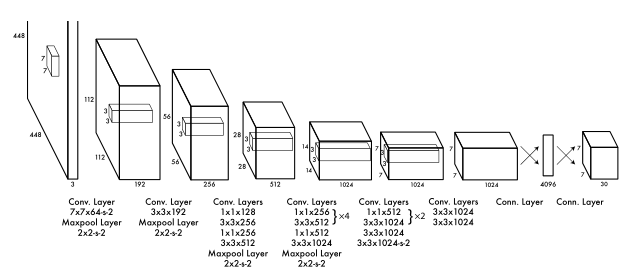 448
7
7
448
3
112
3
3
112
192
56
3
3
56
256
28
3
3
28
512
14
3
3
14
1024
7
3
3
7
1024
7
7
1024
4096
7
7
30
Conv. Layer
7x7x64-s-2
Maxpool Layer
2x2-s-2
Conv. Layer
3x3x192
Maxpool Layer
2x2-s-2
Conv. Layers
1x1x128
3x3x256
1x1x256
3x3x512
Maxpool Layer
2x2-s-2
Conv. Layers
1x1x256
3x3x512
}×4
1x1x512
3x3x1024
Maxpool Layer
2x2-s-2
Conv. Layers
1x1x512
3x3x1024
}×2
3x3x1024
3x3x1024-s-2
Conv. Layers
3x3x1024
3x3x1024
Conn. Layer
Conn. Layer